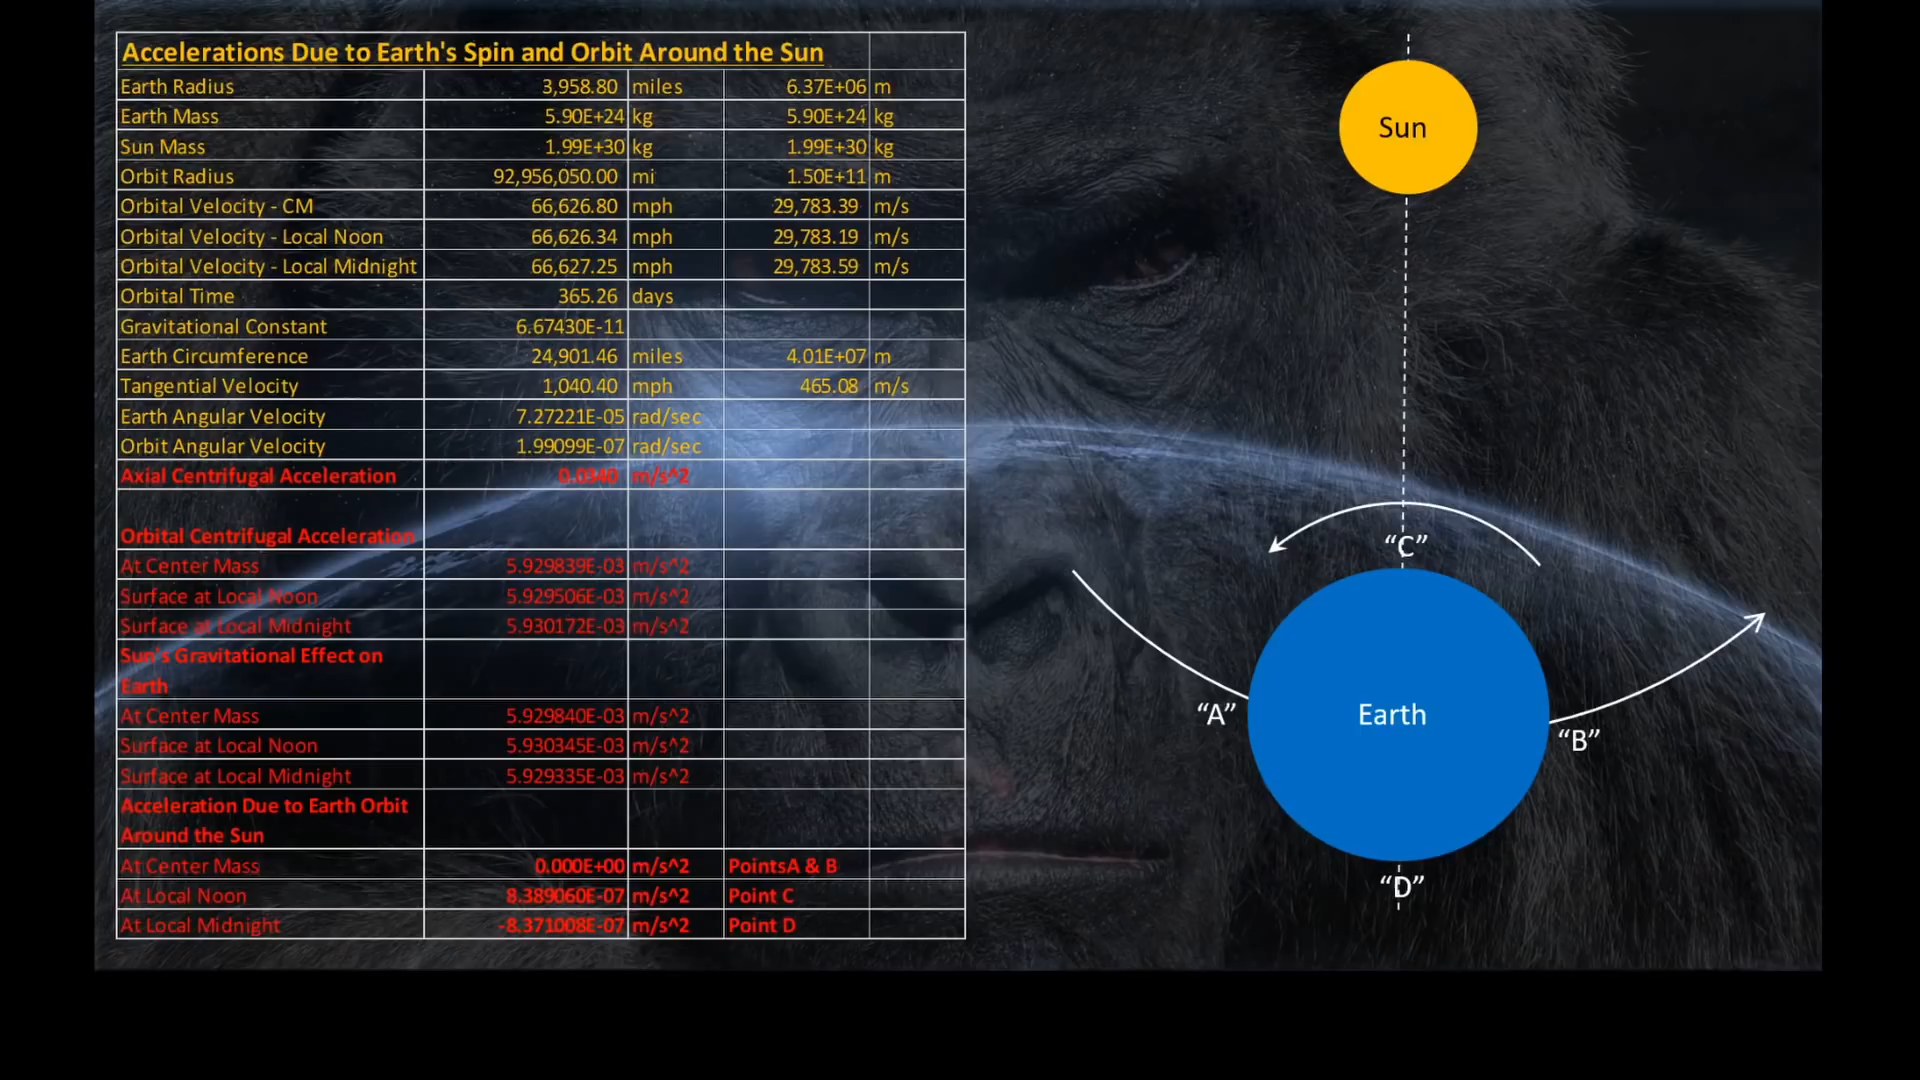 Accelerations Due to Earth's Spin and Orbit Around the Sun
Earth Radius 3,958.80 miles 6.37E+06 m
Earth Mass 5.90E+24 kg 5.90E+24 kg
Sun Mass 1.99E+30 kg 1.99E+30 kg
Orbit Radius 92,956,050.00 mi 1.50E+11 m
Orbital Velocity - CM 66,626.80 mph 29,783.39 m/s
Orbital Velocity - Local Noon 66,626.34 mph 29,783.19 m/s
Orbital Velocity - Local Midnight 66,627.25 mph 29,783.59 m/s
Orbital Time 365.26 days
Gravitational Constant 6.67430E-11
Earth Circumference 24,901.46 miles 4.01E+07 m
Tangential Velocity 1,040.40 mph 465.08 m/s
Earth Angular Velocity 7.27221E-05 rad/sec
Orbit Angular Velocity 1.99099E-07 rad/sec
Axial Centrifugal Acceleration 0.0340 m/s^2
Orbital Centrifugal Acceleration
At Center Mass 5.929839E-03 m/s^2
Surface at Local Noon 5.929506E-03 m/s^2
Surface at Local Midnight 5.930172E-03 m/s^2
Sun's Gravitational Effect on
Earth
At Center Mass 5.929840E-03 m/s^2
Surface at Local Noon 5.930345E-03 m/s^2
Surface at Local Midnight 5.929335E-03 m/s^2
Acceleration Due to Earth Orbit
Around the Sun
At Center Mass 0.000E+00 m/s^2 PointsA & B
At Local Noon 8.389060E-07 m/s^2 Point C
At Local Midnight -8.371008E-07 m/s^2 Point D
Sun
“C”
“A”
Earth
“B”
“D”